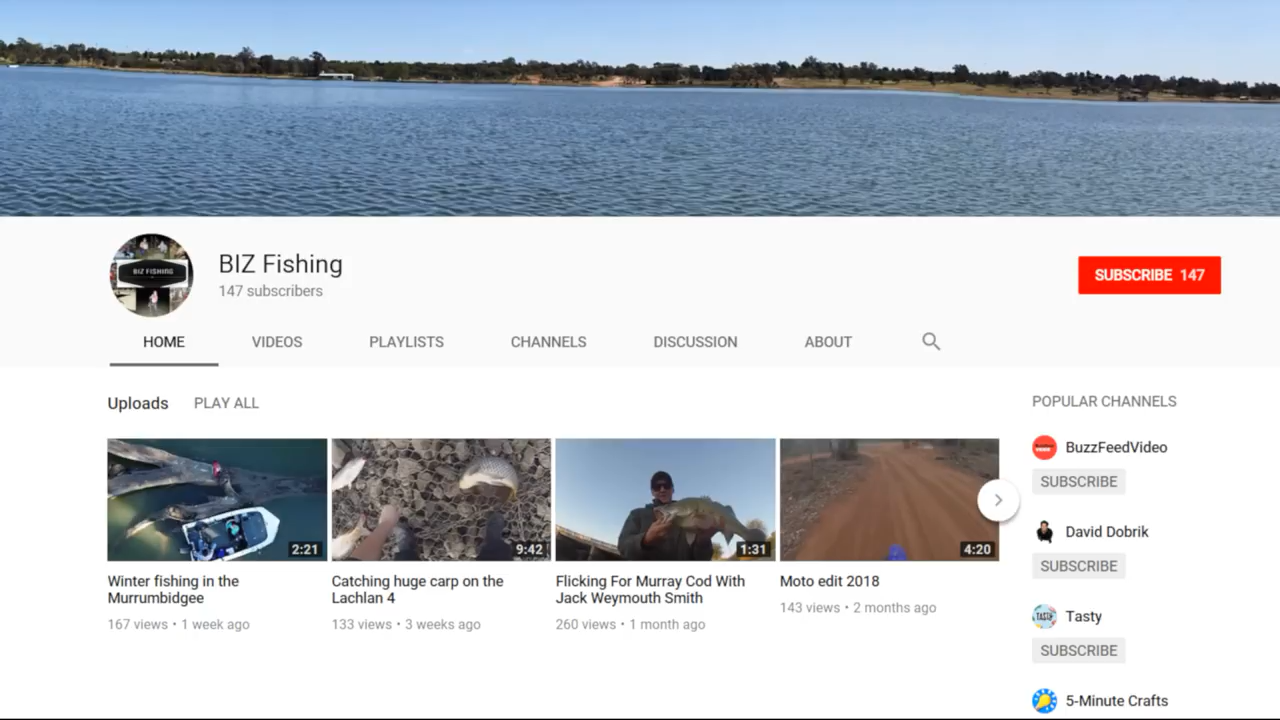 BIZ FISHING
BIZ Fishing
147 subscribers
SUBSCRIBE 147
HOME
VIDEOS
PLAYLISTS
CHANNELS
DISCUSSION
ABOUT
Uploads
PLAY ALL
2:21
9:42
1:31
4:20
Winter fishing in the
Murrumbidgee
167 views • 1 week ago
Catching huge carp on the
Lachlan 4
133 views • 3 weeks ago
Flicking For Murray Cod With
Jack Weymouth Smith
260 views • 1 month ago
Moto edit 2018
143 views • 2 months ago
POPULAR CHANNELS
BuzzFeedVideo
SUBSCRIBE
David Dobrik
SUBSCRIBE
TASTY
Tasty
SUBSCRIBE
5-Minute Crafts